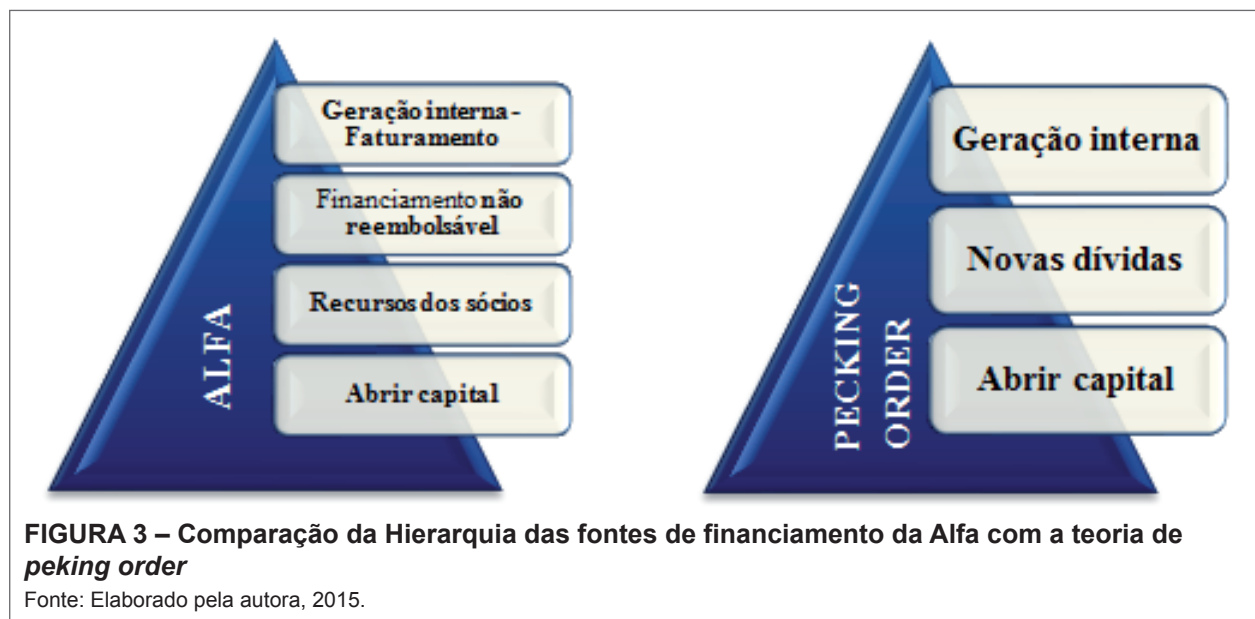 Geração interna -
Faturamento
Financiamento não
reembolsável
Recursos dos sócios
Abrir capital
ALFA
Geração interna
Novas dívidas
Abrir capital
PECKING
ORDER
FIGURA 3 – Comparação da Hierarquia das fontes de financiamento da Alfa com a teoria de
peking order
Fonte: Elaborado pela autora, 2015.